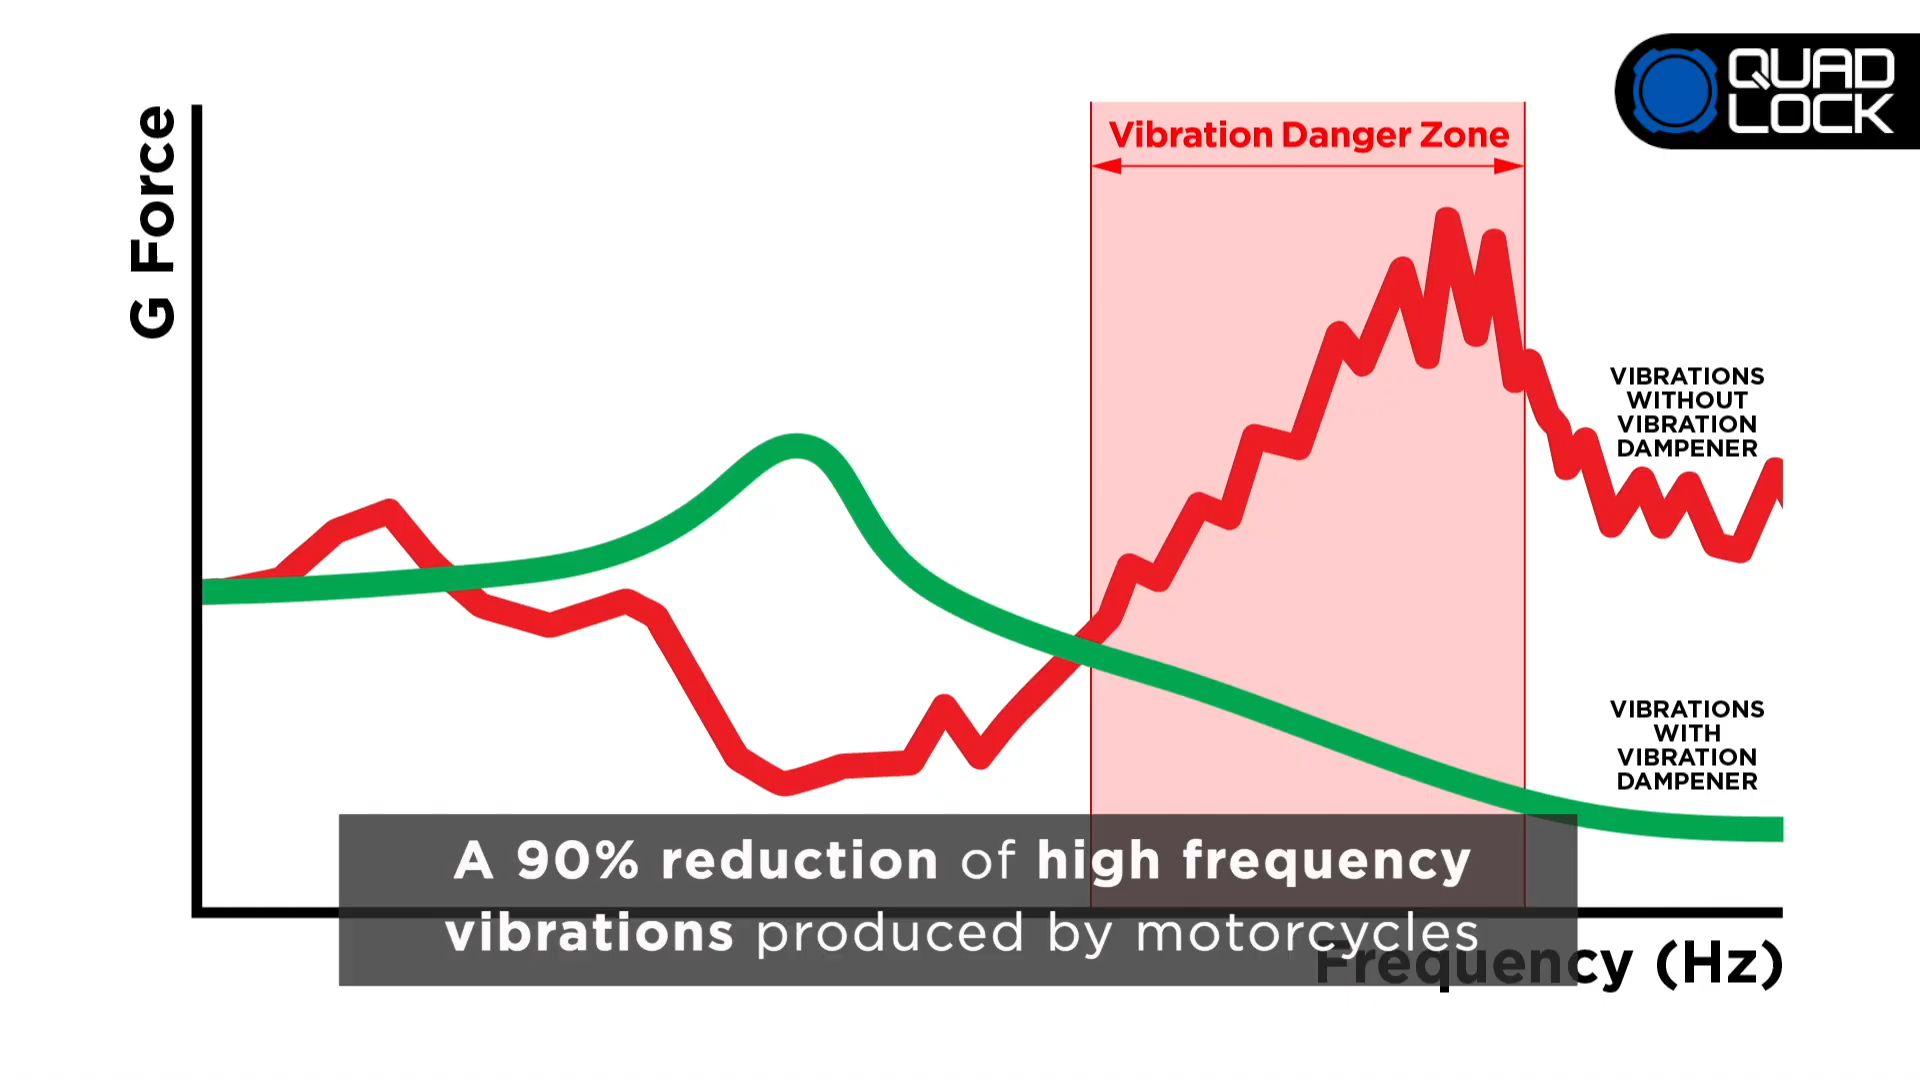 QUAD
LOCK
G Force
Vibration Danger Zone
VIBRATIONS
WITHOUT
VIBRATION
DAMPENER
VIBRATIONS
WITH
VIBRATION
DAMPENER
A 90% reduction of high frequency
vibrations produced by motorcycles
Frequency (Hz)